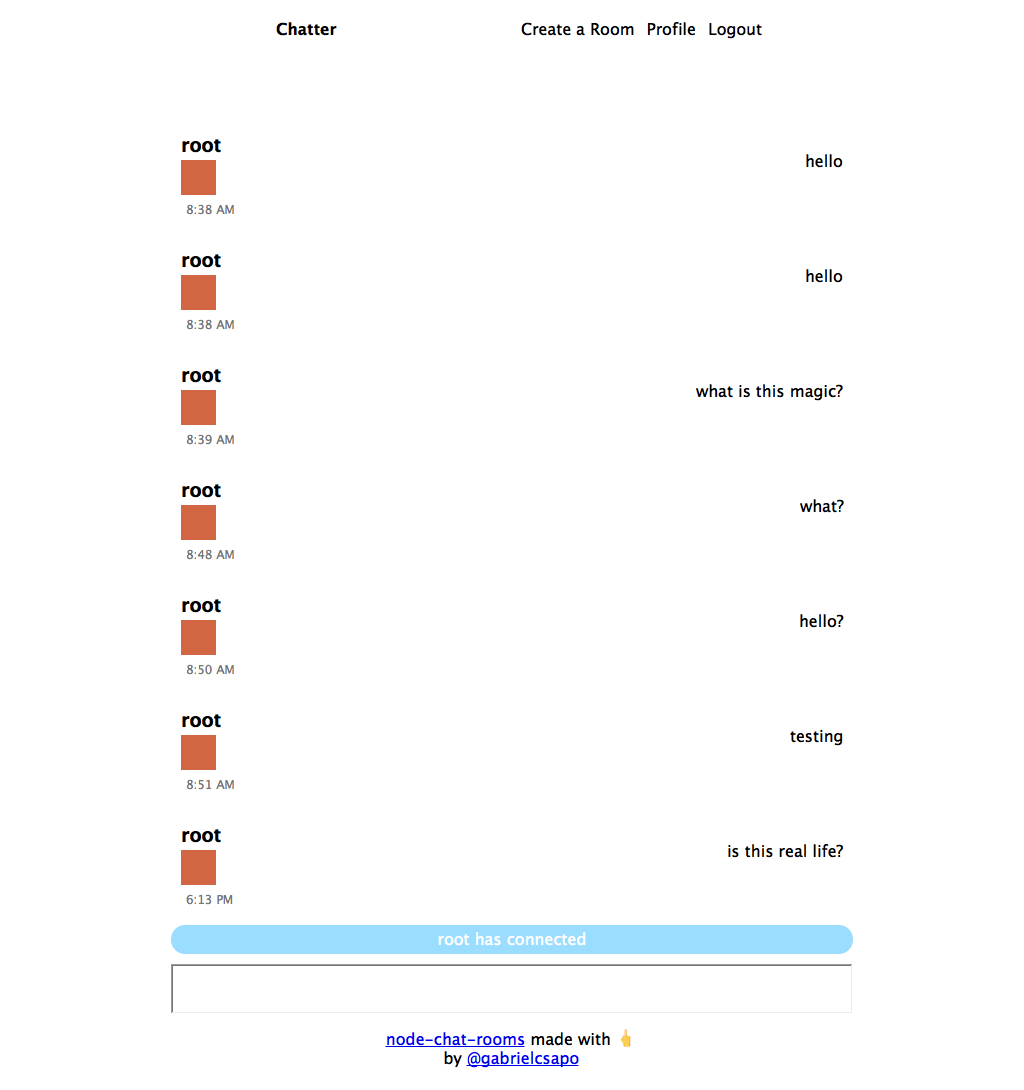 Chatter Create a Room Profile Logout
root
hello
8:38 AM
root
hello
8:38 AM
root
what is this magic?
8:39 AM
root
what?
8:48 AM
root
hello?
8:50 AM
root
testing
8:51 AM
root
is this real life?
6:13 PM
root has connected
node-chat-rooms made with 👆
by @gabrielcsapo